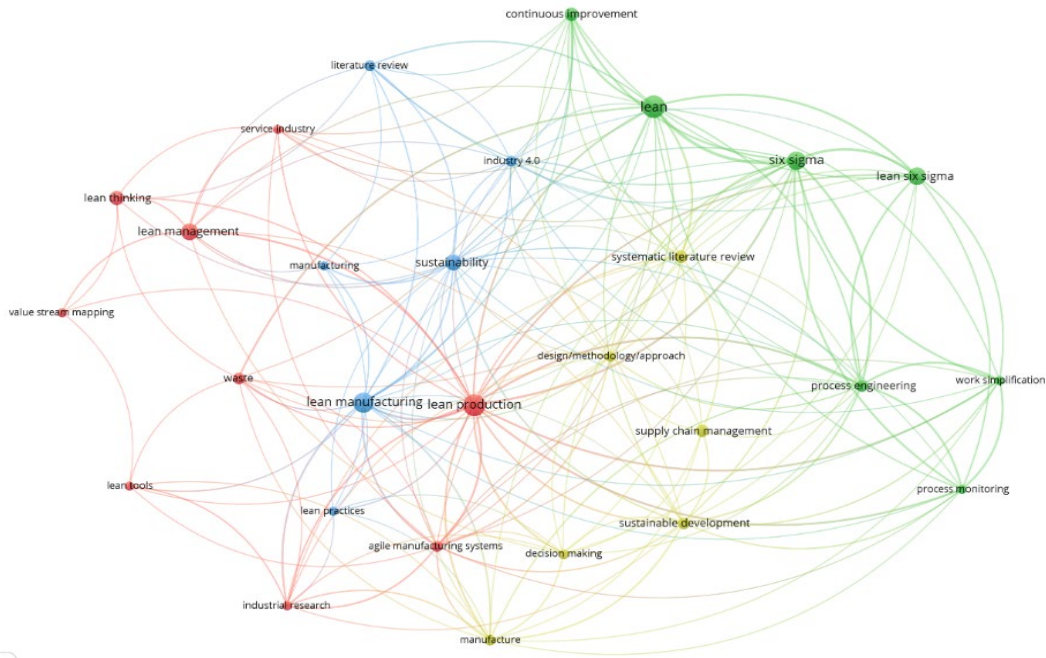 continuous improvement
literature review
lean
service industry
industry 4.0
six sigma
lean six sigma
lean thinking
lean management
systematic literature review
sustainability
manufacturing
value stream mapping
design/methodology/approach
waste
work simplification
process engineering
lean manufacturing
lean production
supply chain management
lean tools
process monitoring
lean practices
sustainable development
agile manufacturing systems
decision making
industrial research
manufacture